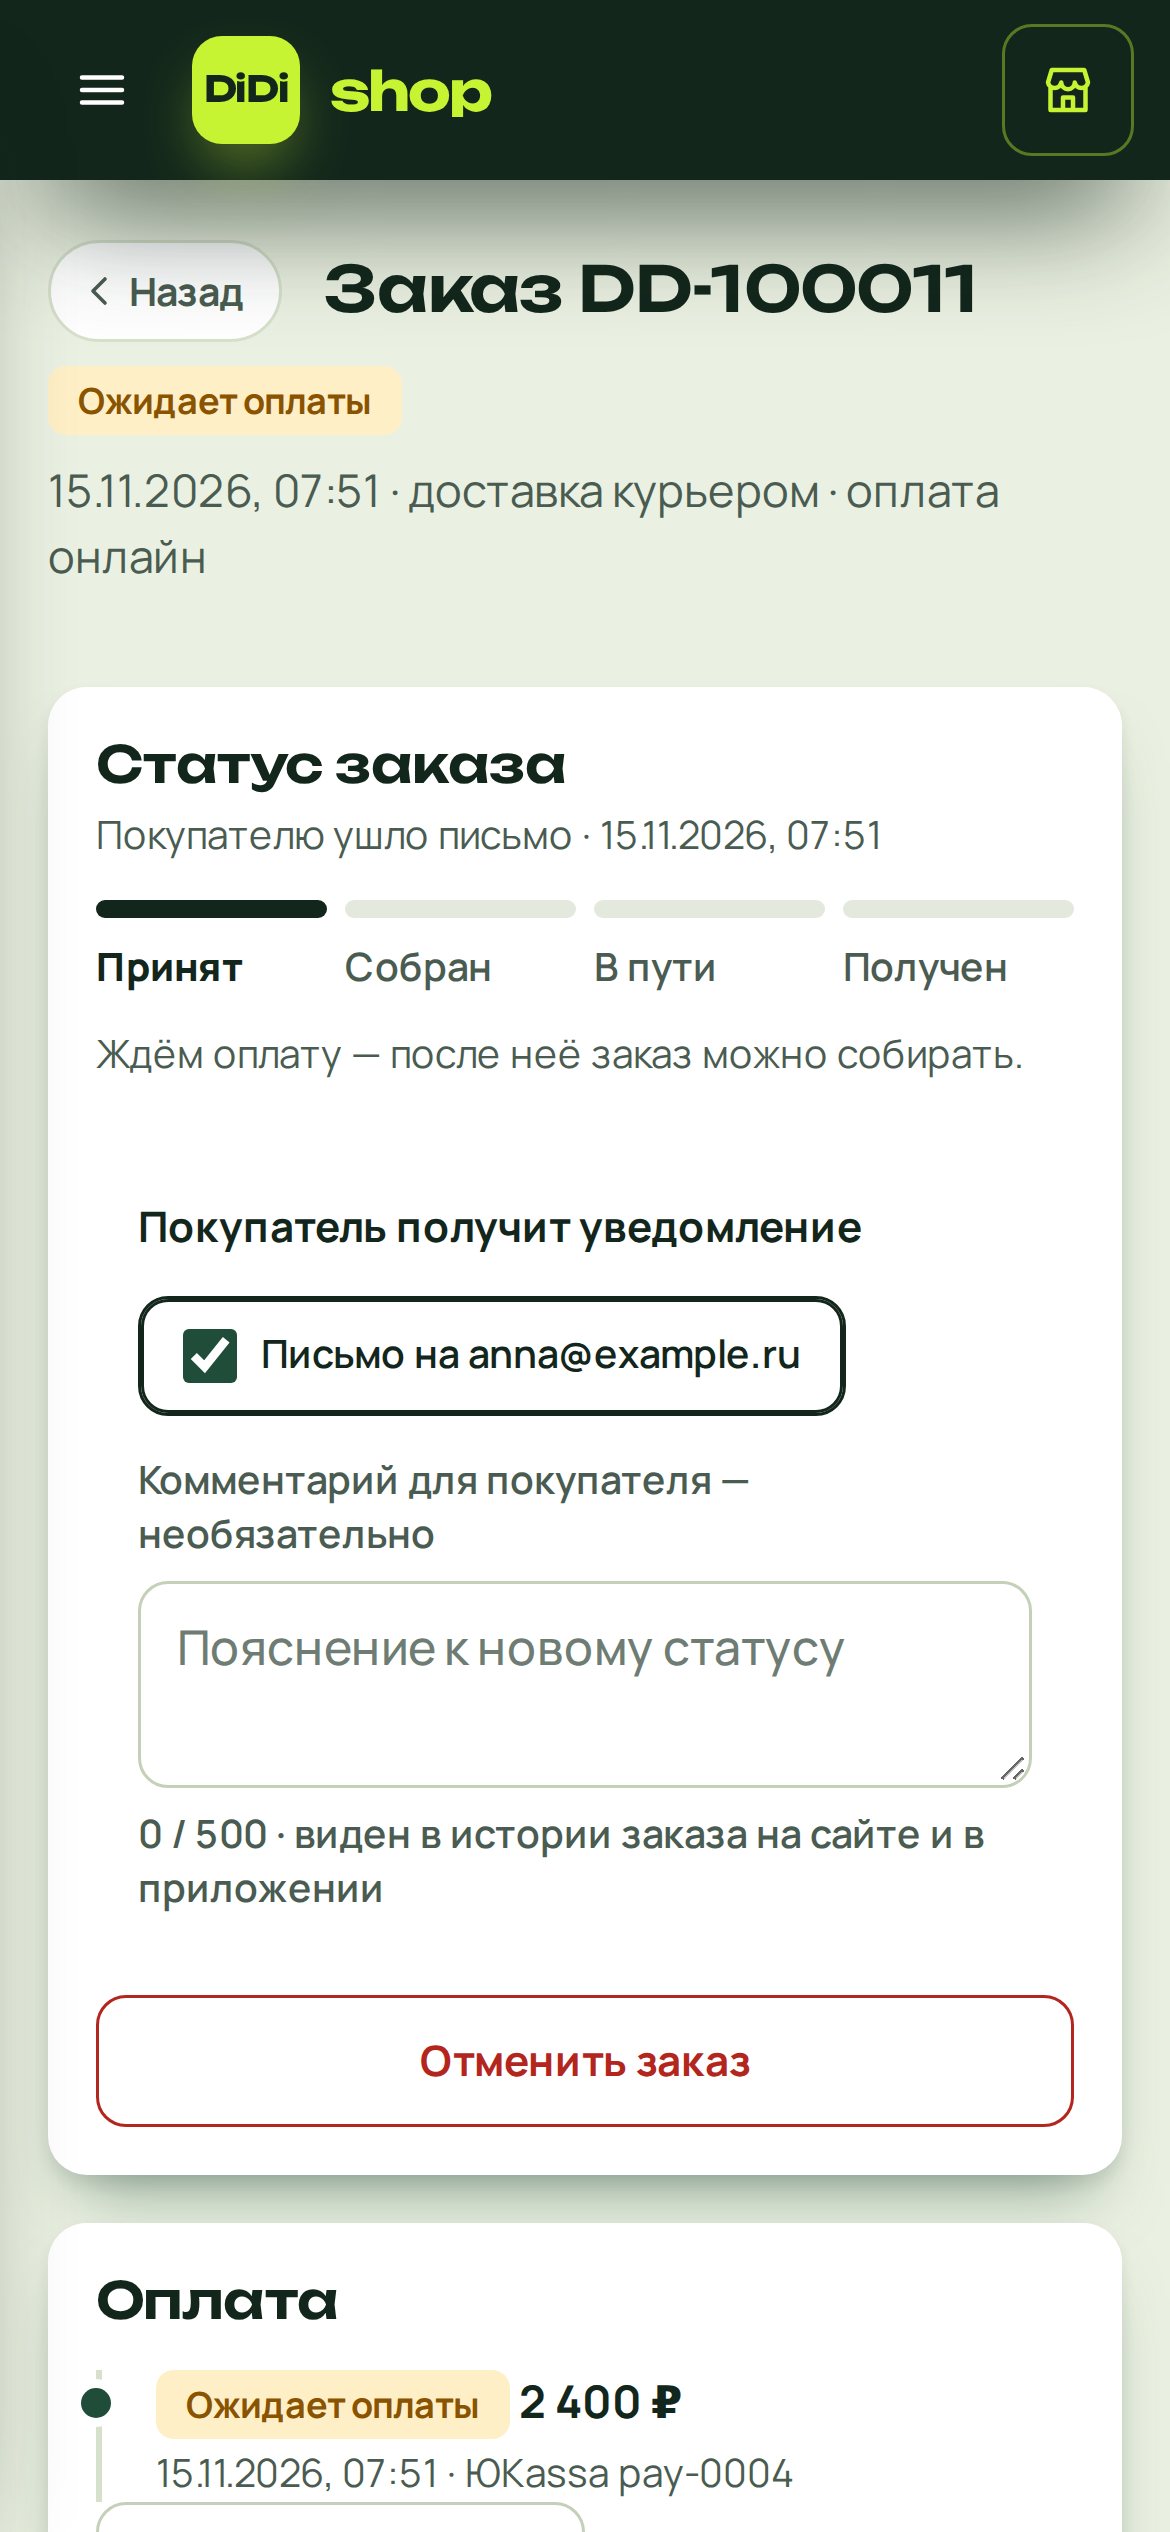 DiDi shop
Назад
Заказ DD-100011
Ожидает оплаты
15.11.2026, 07:51 · доставка курьером · оплата
онлайн
Статус заказа
Покупателю ушло письмо · 15.11.2026, 07:51
Принят Собран В пути Получен
Ждём оплату — после неё заказ можно собирать.
Покупатель получит уведомление
Письмо на anna@example.ru
Комментарий для покупателя —
необязательно
Пояснение к новому статусу
0 / 500 · виден в истории заказа на сайте и в
приложении
Отменить заказ
Оплата
Ожидает оплаты 2 400 ₽
15.11.2026, 07:51 · ЮKassa pay-0004